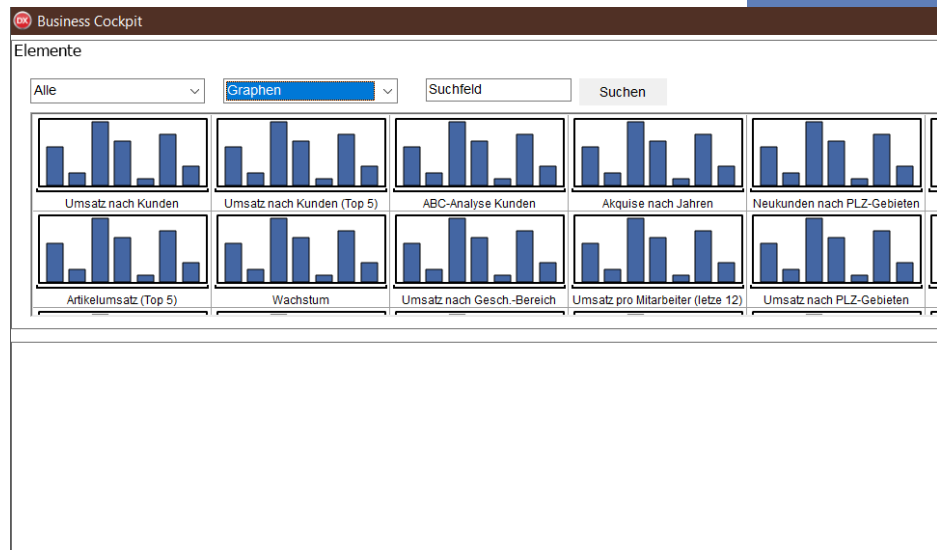 DX Business Cockpit
Elemente
Alle Graphen Suchfeld Suchen
Umsatz nach Kunden Umsatz nach Kunden (Top 5) ABC-Analyse Kunden Akquise nach Jahren Neukunden nach PLZ-Gebieten
Artikelumsatz (Top 5) Wachstum Umsatz nach Gesch.-Bereich Umsatz pro Mitarbeiter (letze 12) Umsatz nach PLZ-Gebieten